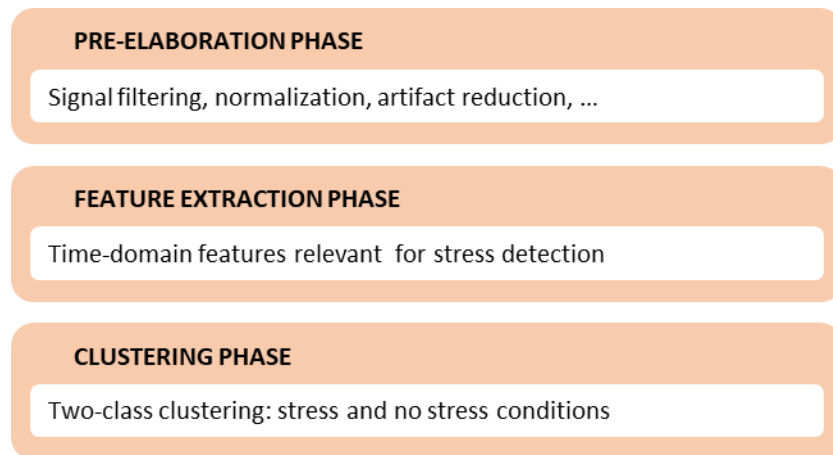 PRE-ELABORATION PHASE
Signal filtering, normalization, artifact reduction, ...
FEATURE EXTRACTION PHASE
Time-domain features relevant for stress detection
CLUSTERING PHASE
Two-class clustering: stress and no stress conditions